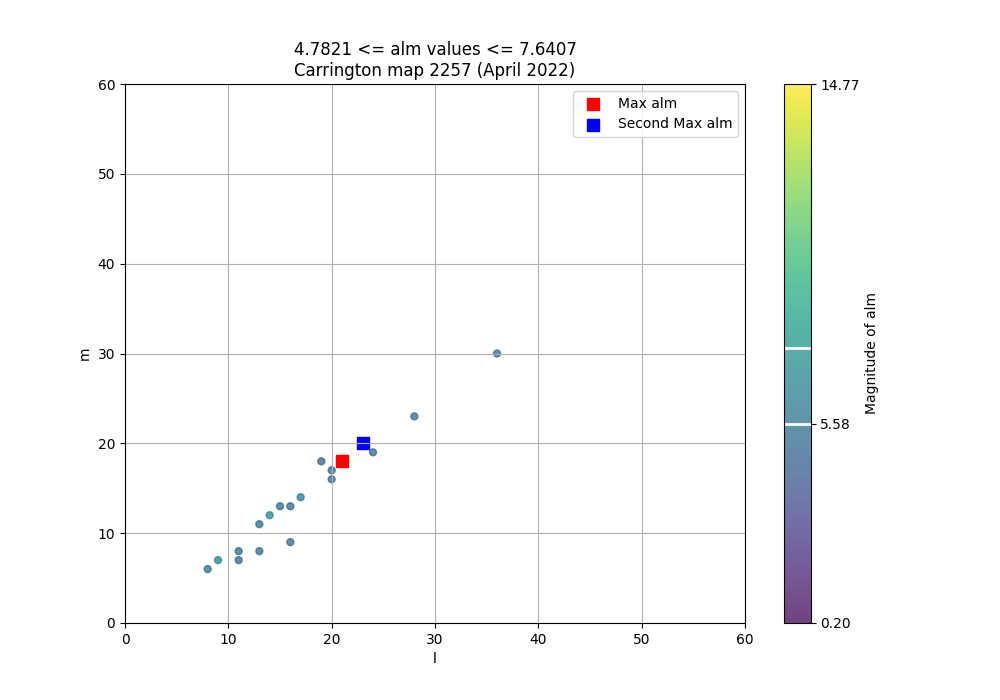 4.7821 <= alm values <= 7.6407
Carrington map 2257 (April 2022)
60
50
40
30
20
10
0
m
0 10 20 30 40 50 60
l
Max alm
Second Max alm
14.77
5.58
0.20
Magnitude of alm